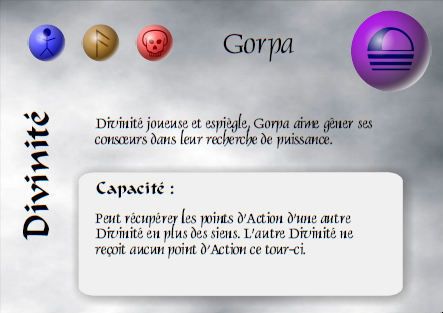 Gorpa
Divinité
Divinité joueuse et espiègle, Gorpa aime gêner ses
consœurs dans leur recherche de puissance.
Capacité :
Peut récupérer les points d'Action d'une autre
Divinité en plus des siens. L'autre Divinité ne
reçoit aucun point d'Action ce tour-ci.